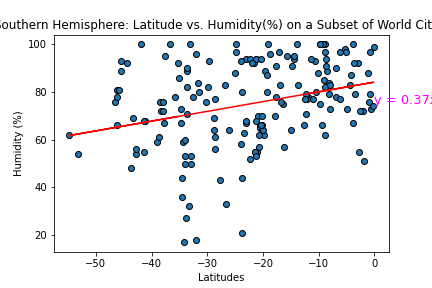 Southern Hemisphere: Latitude vs. Humidity(%) on a Subset of World Cit
100
80
60
40
20
Humidity (%)
y = 0.37x
−50
−40
−30
−20
−10
0
Latitudes